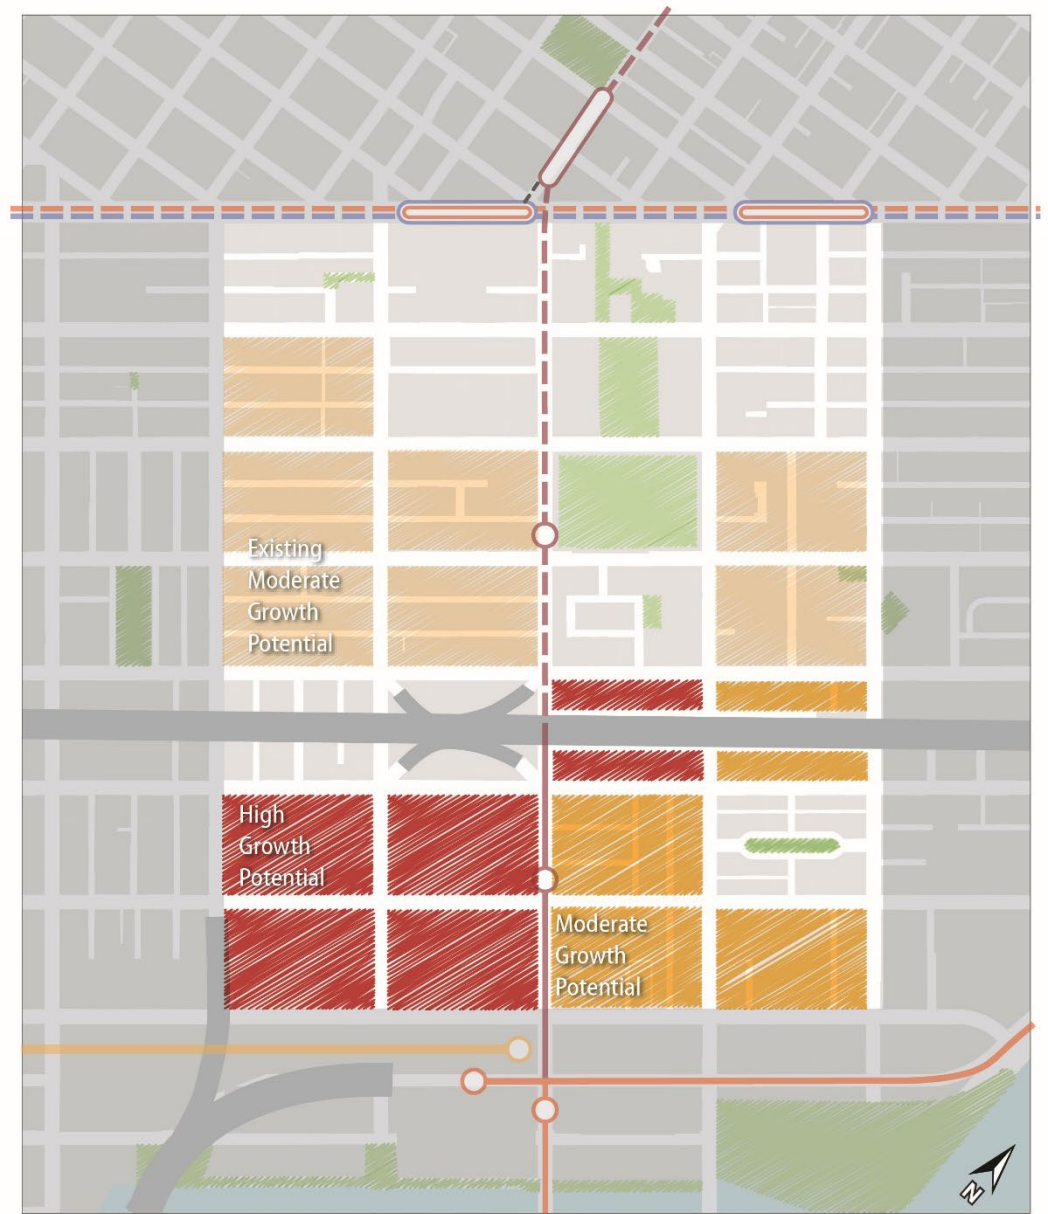 Existing
Moderate
Growth
Potential
High
Growth
Potential
Moderate
Growth
Potential
N